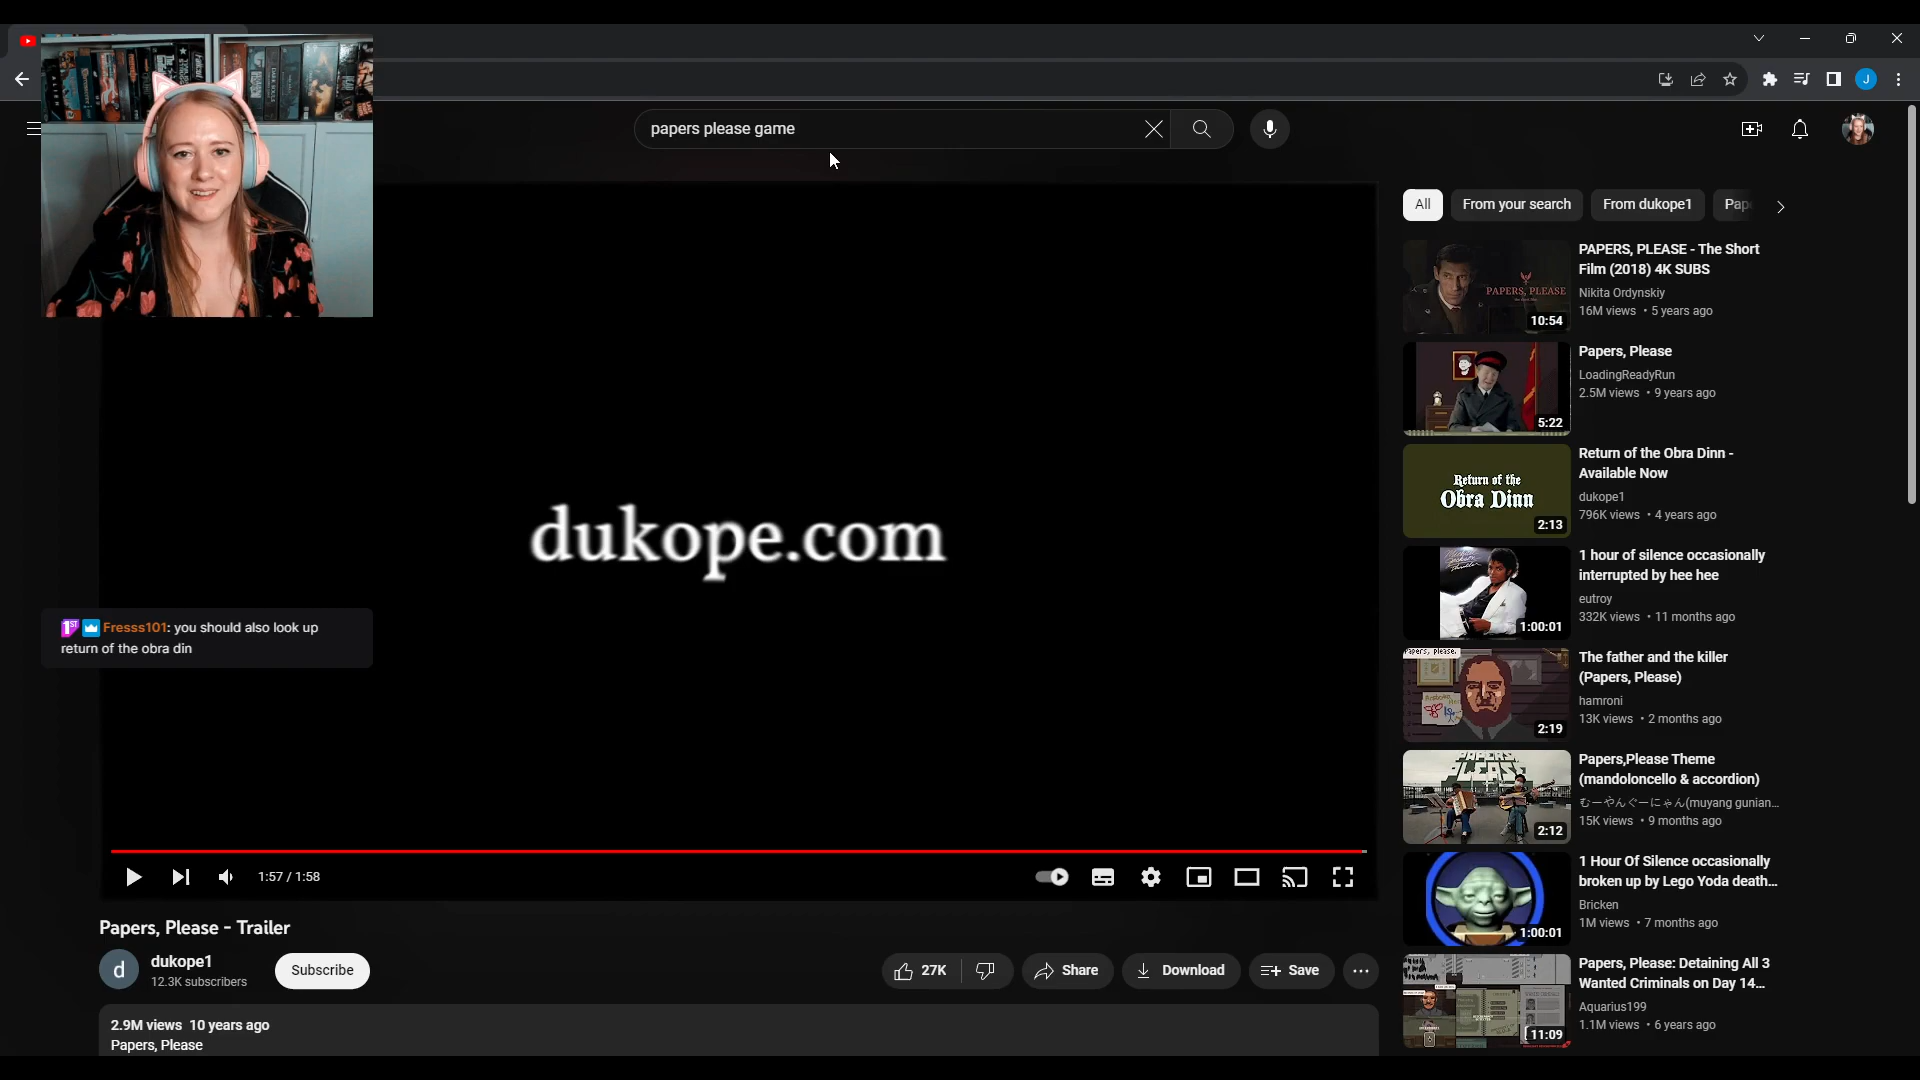 J
papers please game
All
From your search
From dukope1
PAPERS, PLEASE
10:54
PAPERS, PLEASE - The Short
Film (2018) 4K SUBS
Nikita Ordynskiy
16M views • 5 years ago
5:22
Papers, Please
LoadingReadyRun
2.5M views • 9 years ago
Return of the
Obra Dinn
2:13
Return of the Obra Dinn -
Available Now
dukope1
796K views • 4 years ago
1:00:01
1 hour of silence occasionally
interrupted by hee hee
eutroy
332K views • 11 months ago
Papers, please.
2:19
The father and the killer
(Papers, Please)
hamroni
13K views • 2 months ago
PAPERS,
PLEASE
2:12
Papers,Please Theme
(mandoloncello & accordion)
むーやんぐーにゃん(muyang gunian...
15K views • 9 months ago
1:00:01
1 Hour Of Silence occasionally
broken up by Lego Yoda death...
Bricken
1M views • 7 months ago
11:09
Papers, Please: Detaining All 3
Wanted Criminals on Day 14...
Aquarius199
1.1M views • 6 years ago
dukope.com
1ST Fresss101: you should also look up
return of the obra din
1:57 / 1:58
Papers, Please - Trailer
d
dukope1
12.3K subscribers
Subscribe
27K
Share
Download
Save
2.9M views 10 years ago
Papers, Please